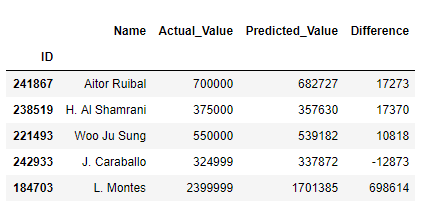 Name Actual_Value Predicted_Value Difference
ID
241867 Aitor Ruibal 700000 682727 17273
238519 H. Al Shamrani 375000 357630 17370
221493 Woo Ju Sung 550000 539182 10818
242933 J. Caraballo 324999 337872 -12873
184703 L. Montes 2399999 1701385 698614